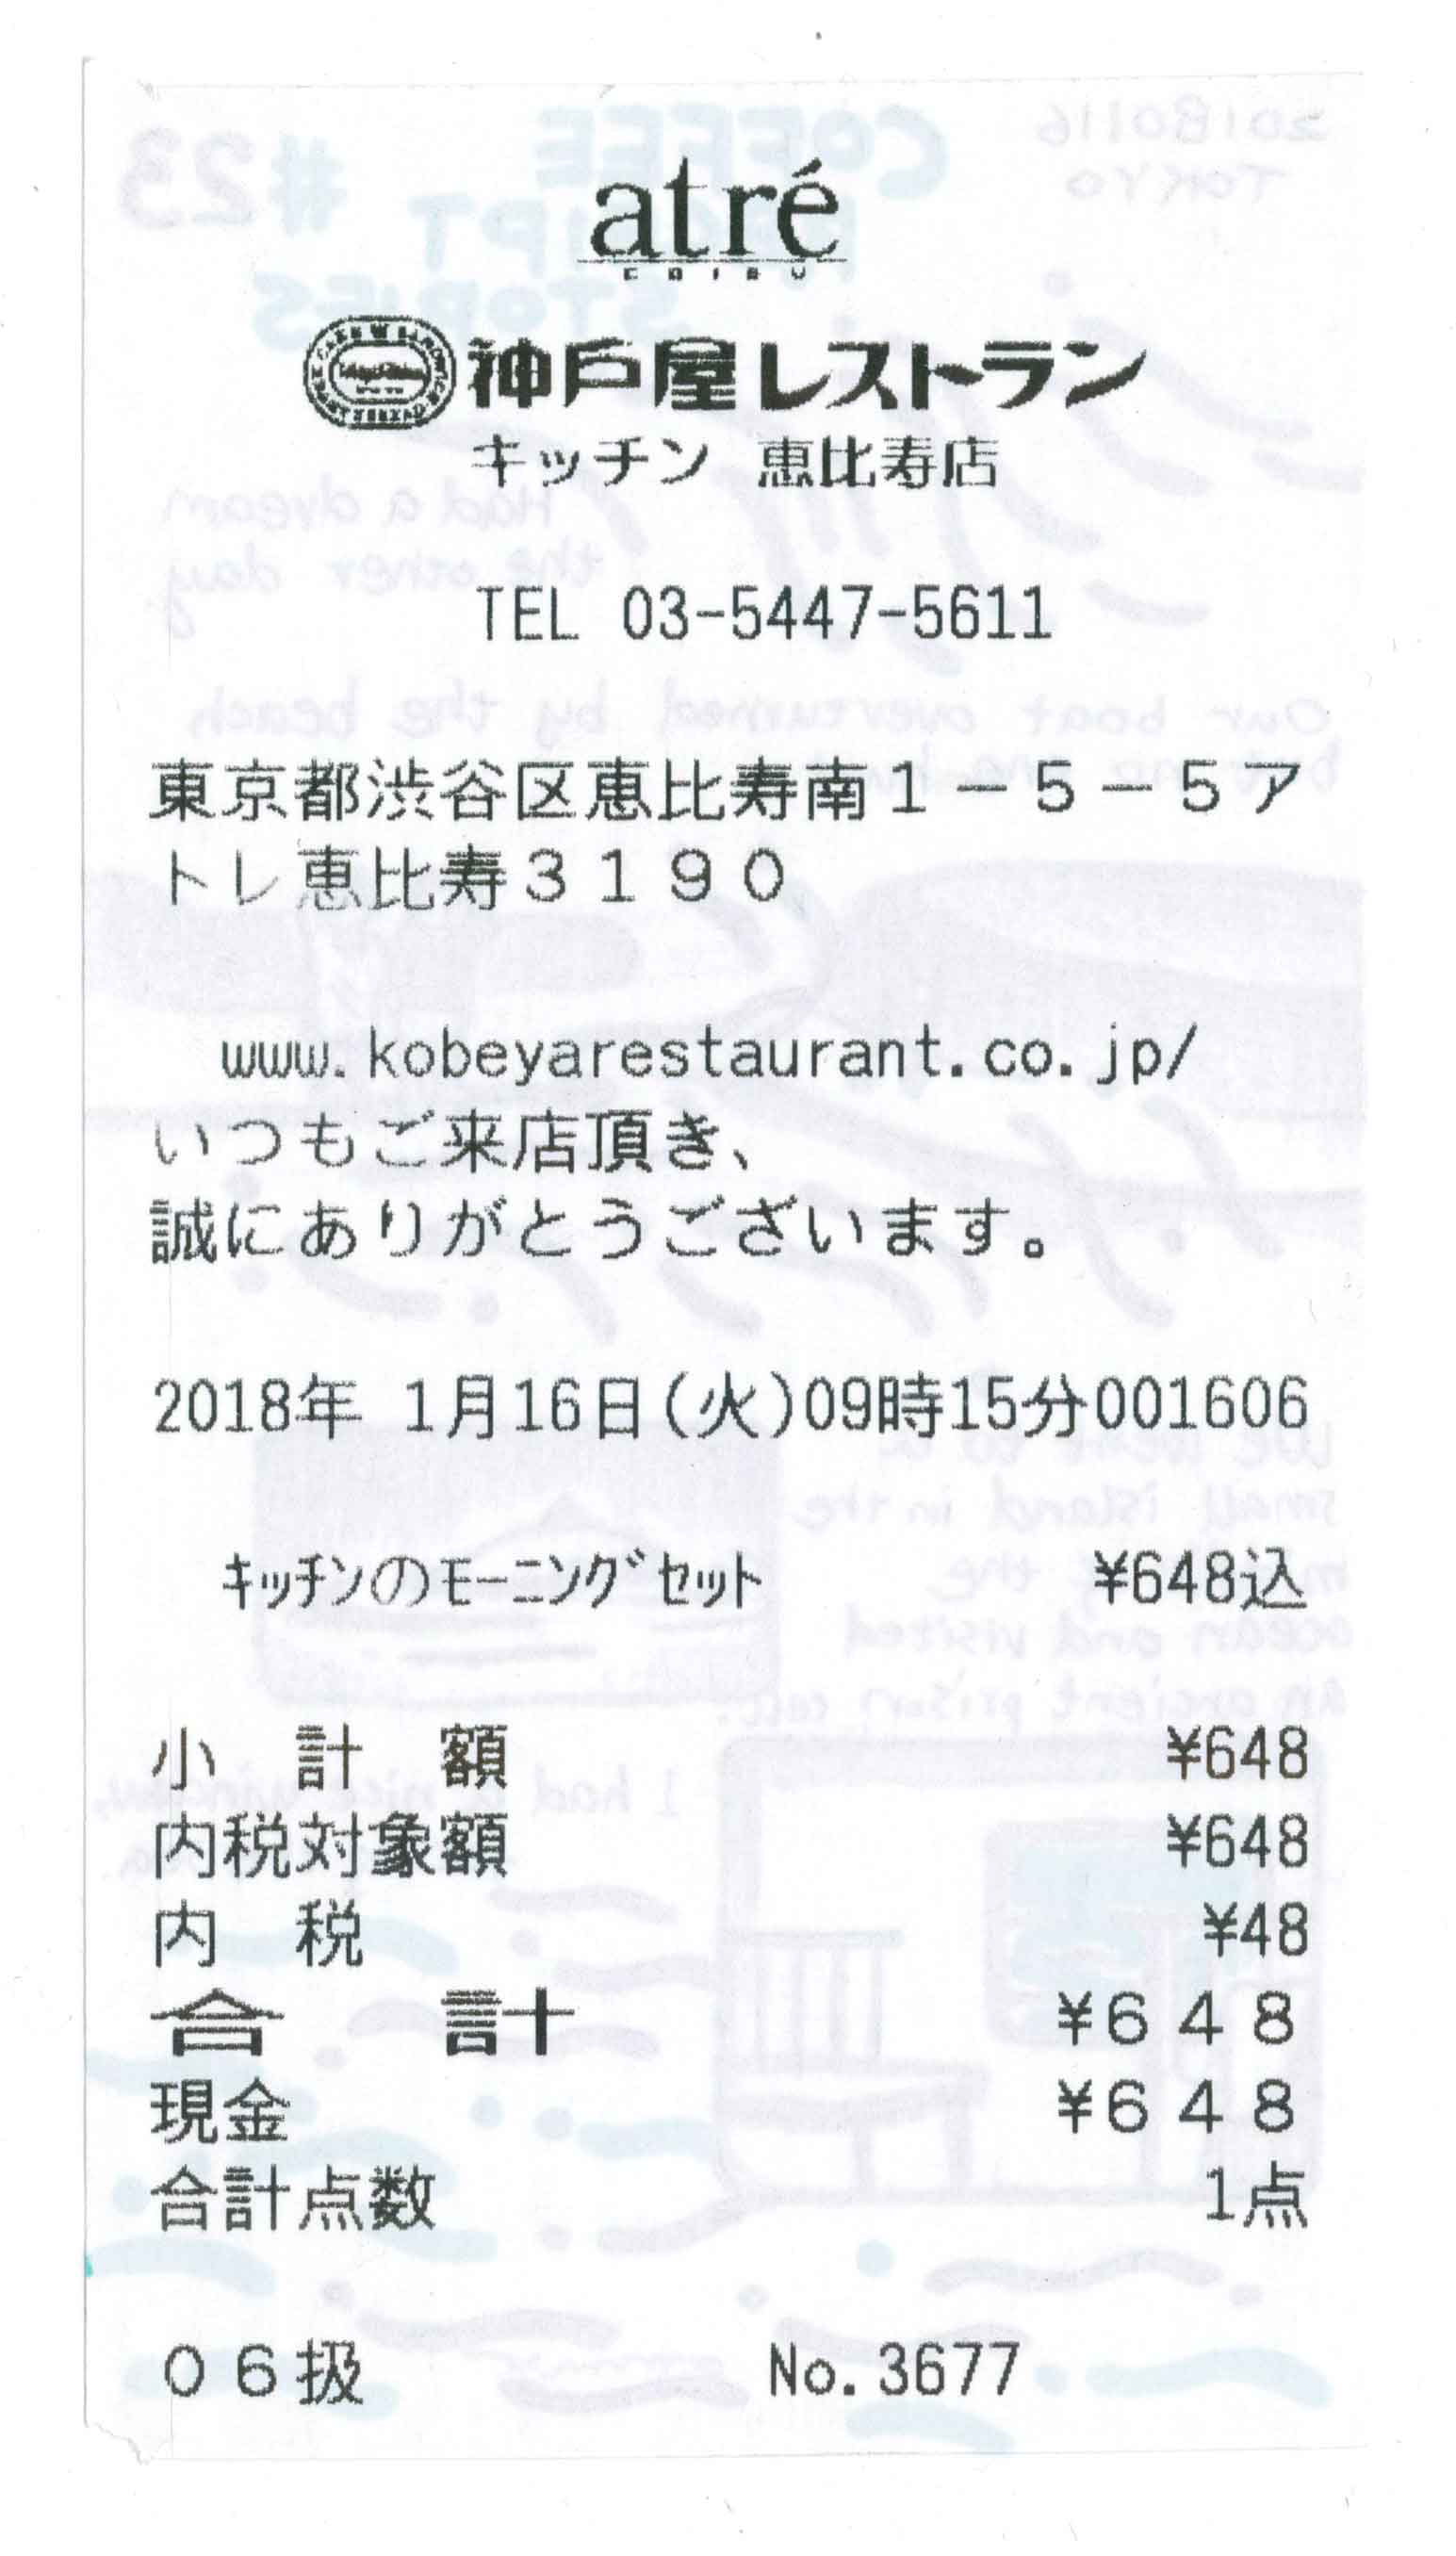 atré
EBISU
神戸屋レストラン
キッチン 恵比寿店
TEL 03-5447-5611
東京都渋谷区恵比寿南1－5－5ア
トレ恵比寿3190
www.kobeyarestaurant.co.jp/
いつもご来店頂き、
誠にありがとうございます。
2018年 1月16日(火)09時15分001606
ｷｯﾁﾝのﾓｰﾆﾝｸﾞｾｯﾄ ¥648込
小計額 ¥648
内税対象額 ¥648
内税 ¥48
合計 ¥648
現金 ¥648
合計点数 1点
06扱 No.3677
20180116
TOKYO
COFFEE
RECEIPT
STORIES
#23
Had a dream
the other day
Our boat overturned by the beach
We went to a
small island in the
the
ocean and visited
an ancient prison cell.
I had a nice window,